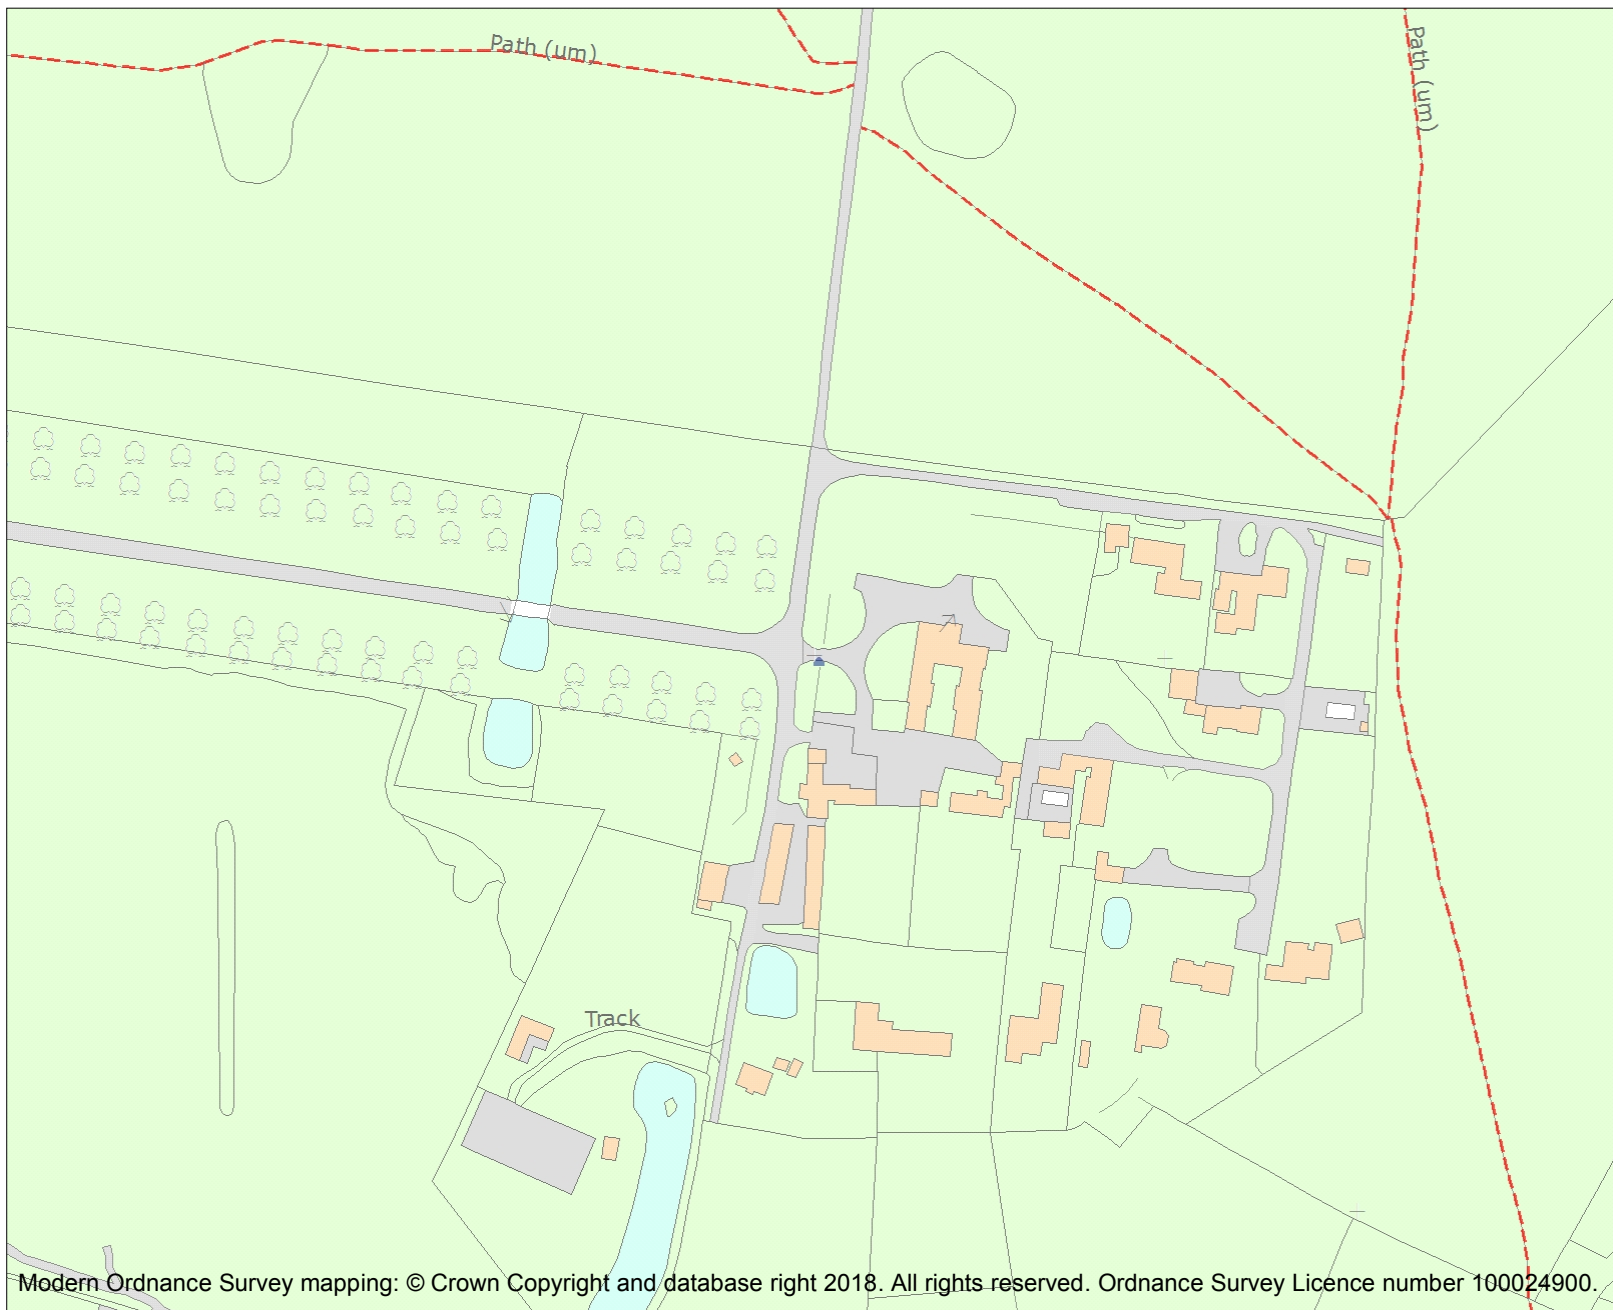 Path (um)
Path (um)
Track
Modern Ordnance Survey mapping: © Crown Copyright and database right 2018. All rights reserved. Ordnance Survey Licence number 100024900.